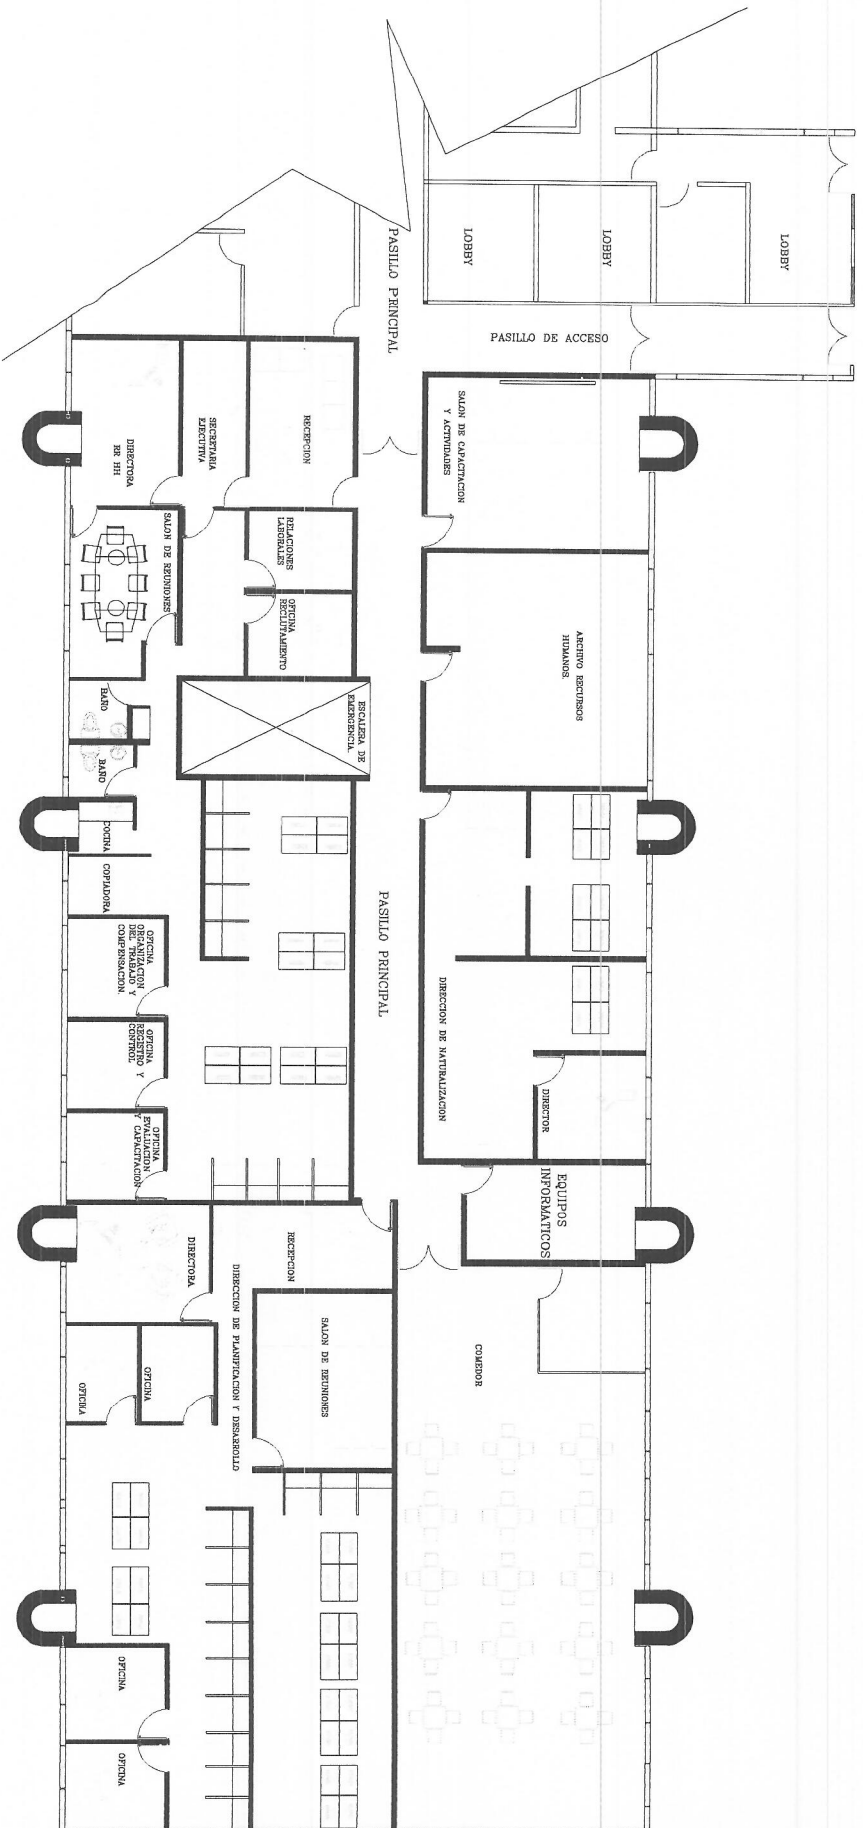 LOBBY
LOBBY
LOBBY
PASILLO PRINCIPAL
PASILLO DE ACCESO
RECEPCION
SECRETARIA
EJECUTIVA
DIRECTORA
RR HH
SALON DE CAPACITACION
Y ACTIVIDADES
RELACIONES
LABORALES
OFICINA
RECLUTAMIENTO
SALON DE REUNIONES
ARCHIVO RECURSOS
HUMANOS.
ESCALERA DE
EMERGENCIA.
BAÑO
BAÑO
COCINA
COPIADORA
PASILLO PRINCIPAL
OFICINA
ORGANIZACION
DEL TRABAJO Y
COMPENSACION.
OFICINA
REGISTRO Y
CONTROL
OFICINA
EVALUACION
Y CAPACITACION
DIRECCION DE NATURALIZACION
DIRECTOR
EQUIPOS
INFORMATICOS
RECEPCION
DIRECTORA
DIRECCION DE PLANIFICACION Y DESARROLLO
SALON DE REUNIONES
COMEDOR
OFICINA
OFICINA
OFICINA
OFICINA